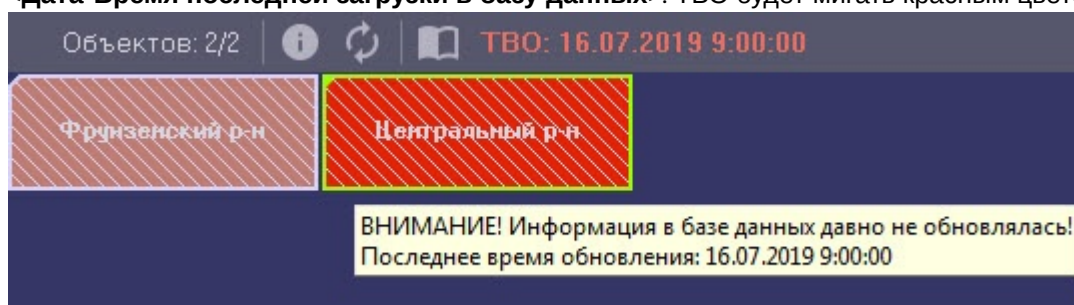 «Дата-Время последней загрузки в базу данных». ТВО будет мигать красным цвет
Объектов: 2/2 ТВО: 16.07.2019 9:00:00
Фрунзенский р-н Центральный р-н
ВНИМАНИЕ! Информация в базе данных давно не обновлялась!
Последнее время обновления: 16.07.2019 9:00:00